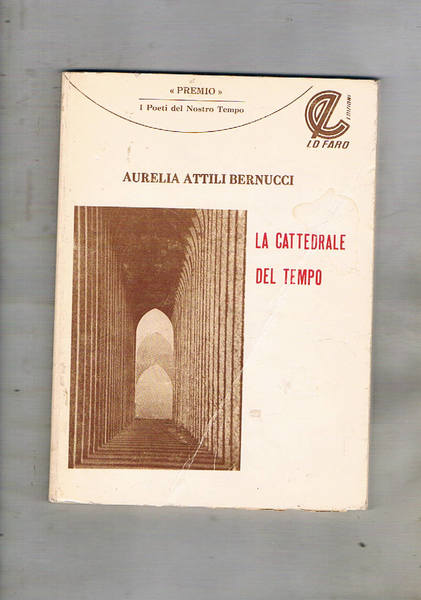 « PREMIO »
I Poeti del Nostro Tempo
EDIZIONI
LO FARO
AURELIA ATTILI BERNUCCI
LA CATTEDRALE
DEL TEMPO